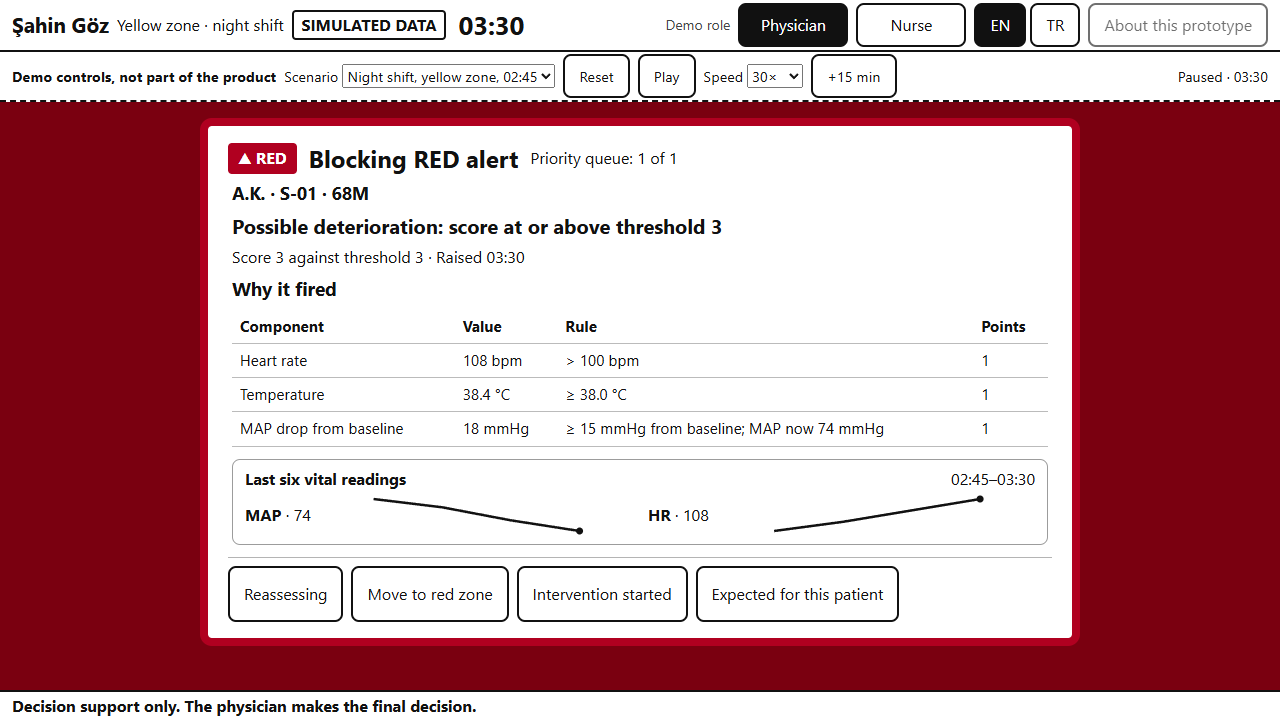 Şahin Göz Yellow zone · night shift SIMULATED DATA 03:30 Demo role Physician Nurse EN TR About this prototype
Demo controls, not part of the product Scenario Night shift, yellow zone, 02:45 Reset Play Speed 30× +15 min Paused · 03:30
▲ RED Blocking RED alert Priority queue: 1 of 1
A.K. · S-01 · 68M
Possible deterioration: score at or above threshold 3
Score 3 against threshold 3 · Raised 03:30
Why it fired
Component Value Rule Points
Heart rate 108 bpm > 100 bpm 1
Temperature 38.4 °C ≥ 38.0 °C 1
MAP drop from baseline 18 mmHg ≥ 15 mmHg from baseline; MAP now 74 mmHg 1
Last six vital readings 02:45–03:30
MAP · 74 HR · 108
Reassessing Move to red zone Intervention started Expected for this patient
Decision support only. The physician makes the final decision.